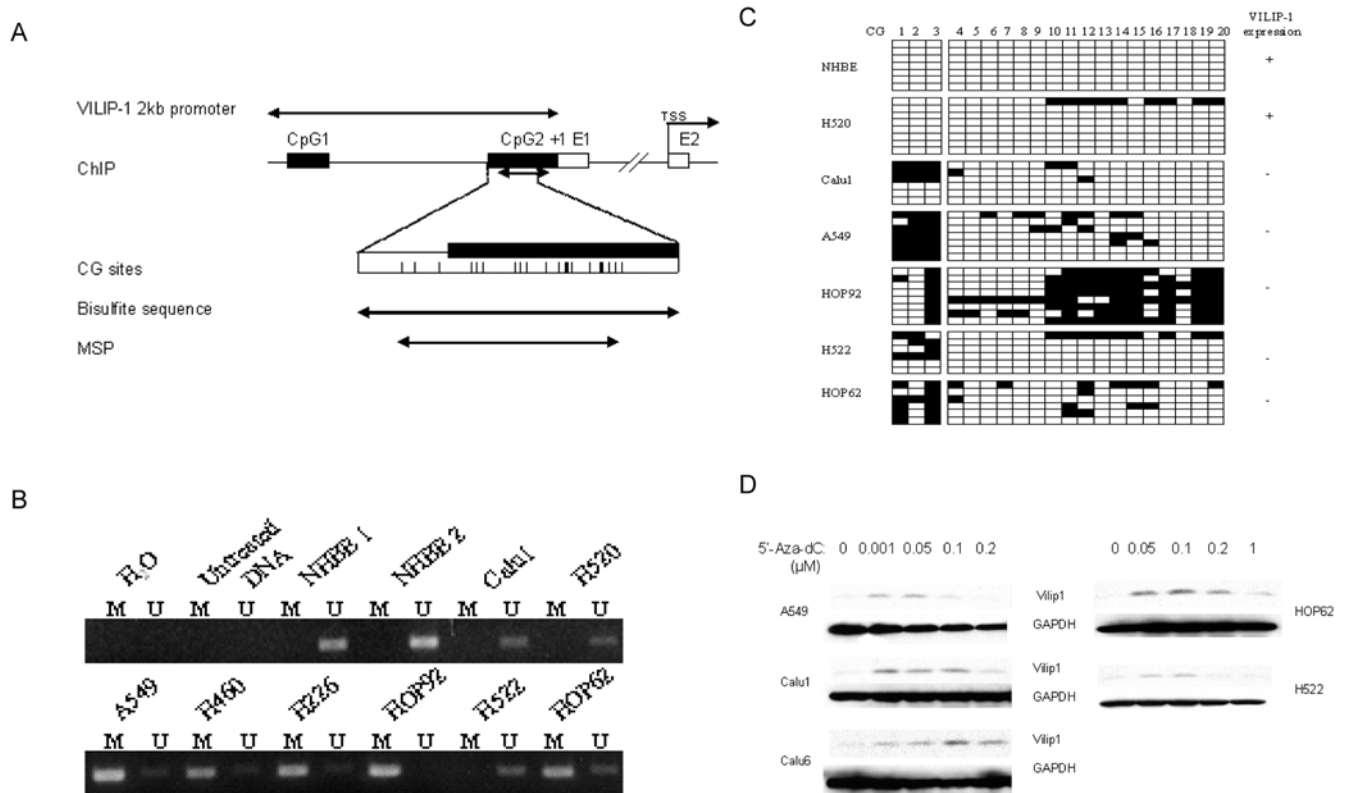 A
VILIP-1 2kb promoter
CpG1
CpG2 +1 E1
TSS
E2
ChIP
CG sites
Bisulfite sequence
MSP
B
H₂O
Untreated
DNA
NHBE 1
NHBE 2
Calu1
H520
M U M U M U M U M U M U
A549
H460
H226
HOP92
H522
HOP62
M U M U M U M U M U M U
C
VILIP-1
expression
CG 1 2 3 4 5 6 7 8 9 10 11 12 13 14 15 16 17 18 19 20
NHBE +
H520 +
Calu1 -
A549 -
HOP92 -
H522 -
HOP62 -
D
5'-Aza-dC: 0 0.001 0.05 0.1 0.2
(µM)
0 0.05 0.1 0.2 1
A549
Vilip1
GAPDH
HOP62
Calu1
Vilip1
GAPDH
H522
Calu6
Vilip1
GAPDH